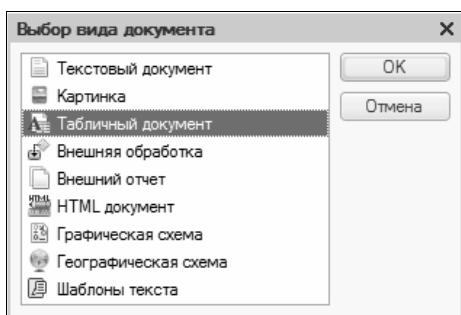 Выбор вида документа
Текстовый документ
Картинка
Табличный документ
Внешняя обработка
Внешний отчет
HTML документ
Графическая схема
Географическая схема
Шаблоны текста
OK
Отмена